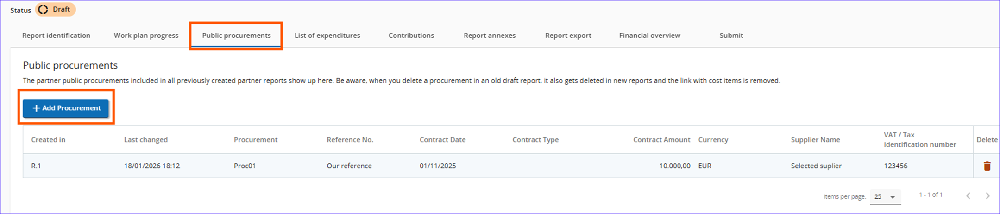 Status Draft
Report identification Work plan progress Public procurements List of expenditures Contributions Report annexes Report export Financial overview Submit
Public procurements
The partner public procurements included in all previously created partner reports show up here. Be aware, when you delete a procurement in an old draft report, it also gets deleted in new reports and the link with cost items is removed.
+ Add Procurement
Created in Last changed Procurement Reference No. Contract Date Contract Type Contract Amount Currency Supplier Name VAT / Tax identification number Delete
R.1 18/01/2026 18:12 Proc01 Our reference 01/11/2025 10.000,00 EUR Selected suplier 123456
Items per page: 25 1 - 1 of 1